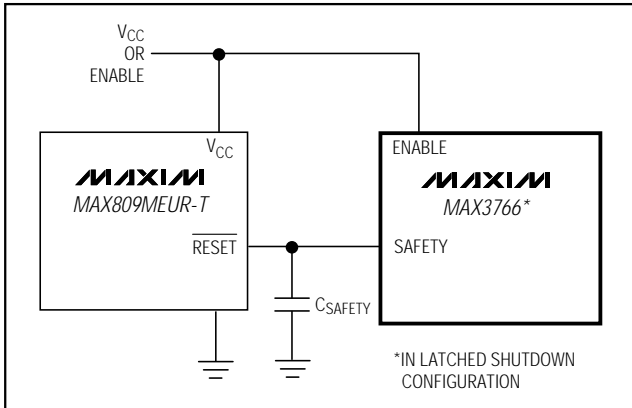 VCC
OR
ENABLE
VCC
MAXIM
MAX809MEUR-T
RESET
ENABLE
MAXIM
MAX3766*
SAFETY
CSAFETY
*IN LATCHED SHUTDOWN
CONFIGURATION